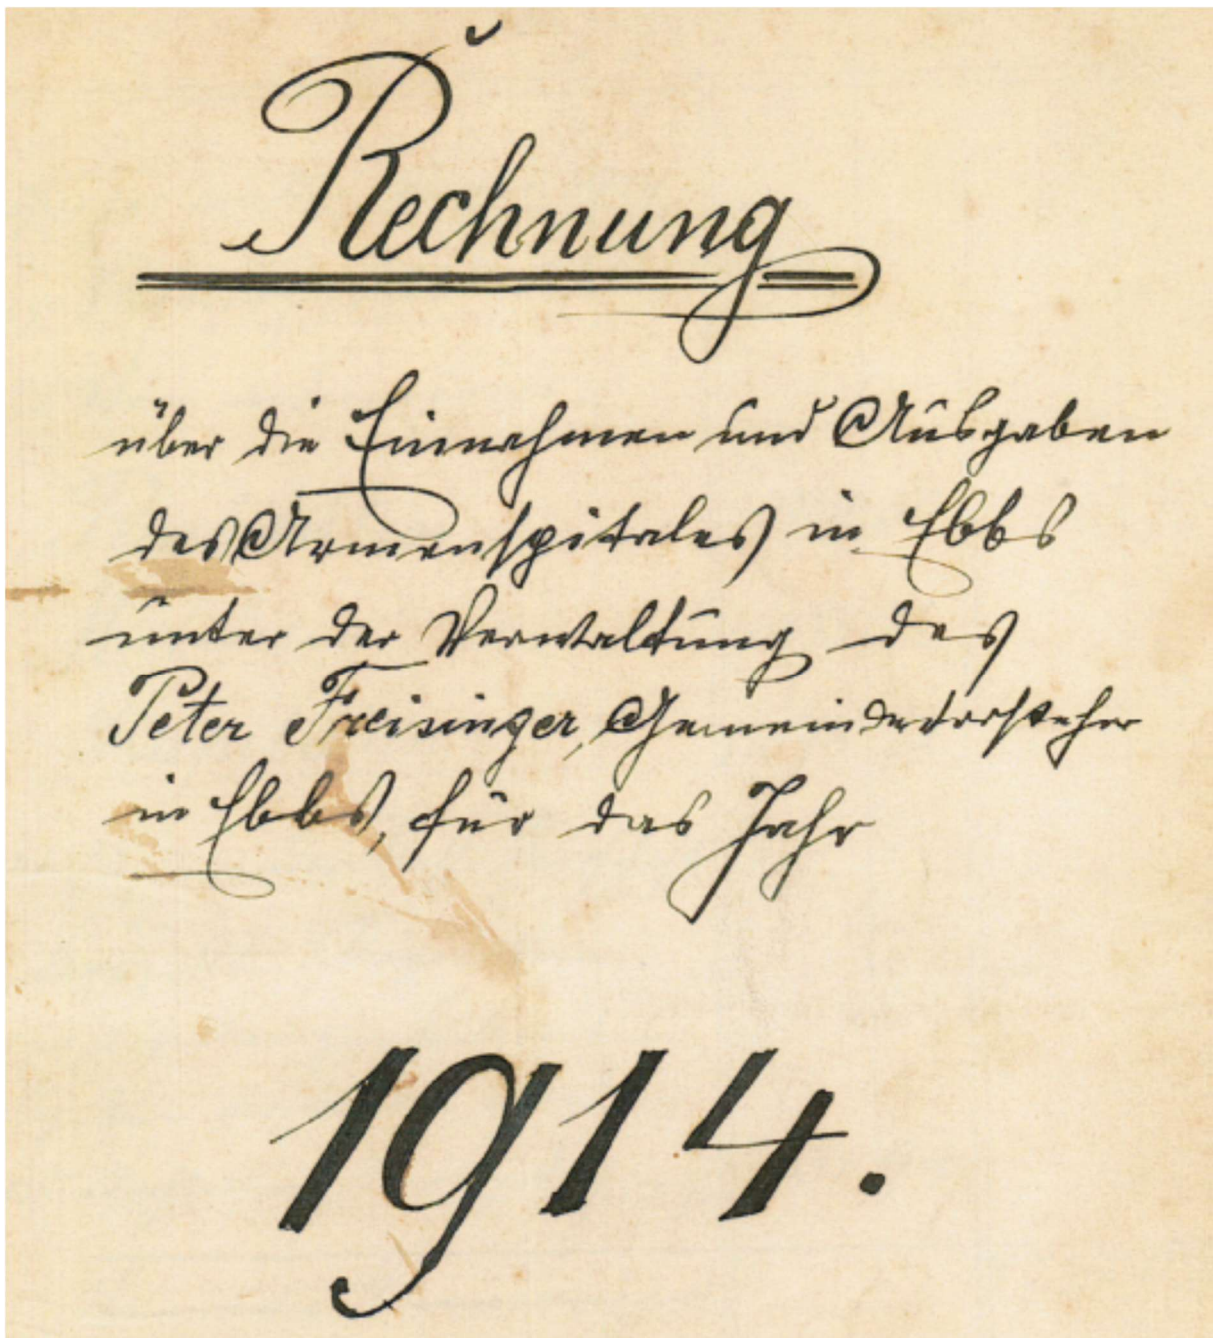 Rechnung
über die Einnahmen und Ausgaben
des Armenspitales in Ebbs
unter der Verwaltung des
Peter Freisinger, Gemeindevorsteher
in Ebbs, für das Jahr
1914.